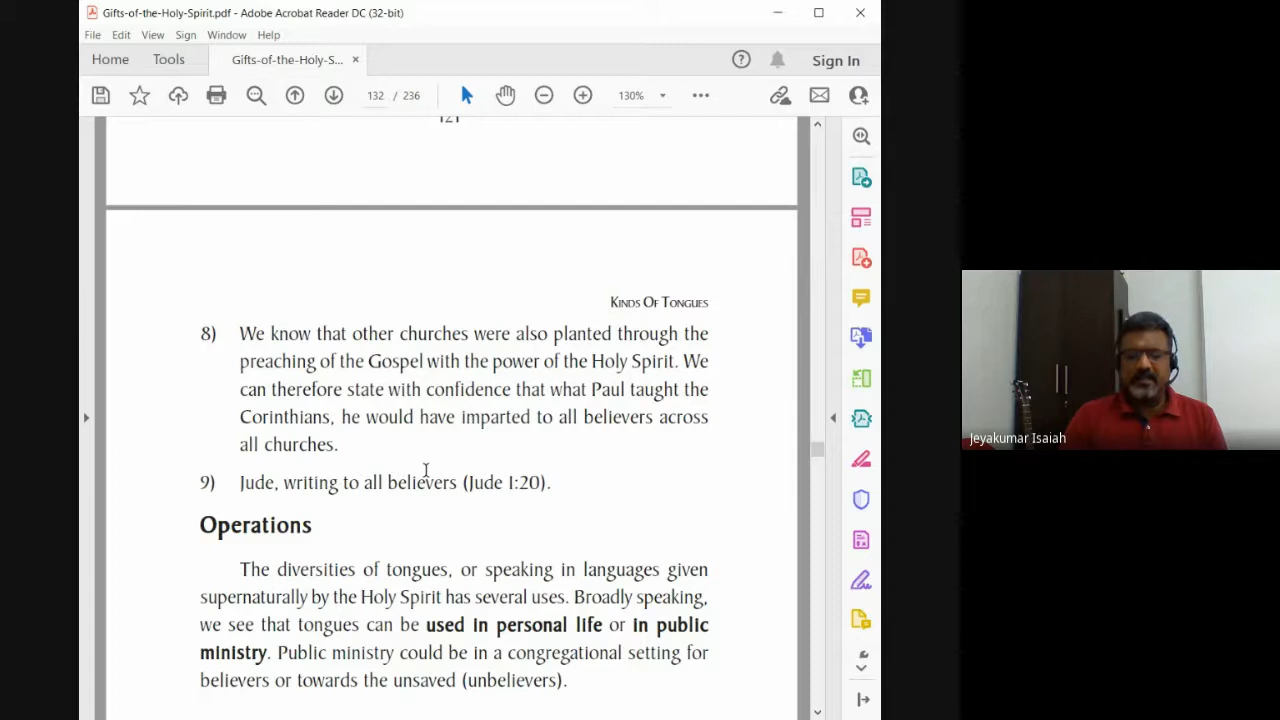 Gifts-of-the-Holy-Spirit.pdf - Adobe Acrobat Reader DC (32-bit)
File Edit View Sign Window Help
Home Tools Gifts-of-the-Holy-S... Sign In
132 / 236 130%
121
KINDS OF TONGUES
8) We know that other churches were also planted through the
preaching of the Gospel with the power of the Holy Spirit. We
can therefore state with confidence that what Paul taught the
Corinthians, he would have imparted to all believers across
all churches.
9) Jude, writing to all believers (Jude 1:20).
Operations
The diversities of tongues, or speaking in languages given
supernaturally by the Holy Spirit has several uses. Broadly speaking,
we see that tongues can be used in personal life or in public
ministry. Public ministry could be in a congregational setting for
believers or towards the unsaved (unbelievers).
Jeyakumar Isaiah